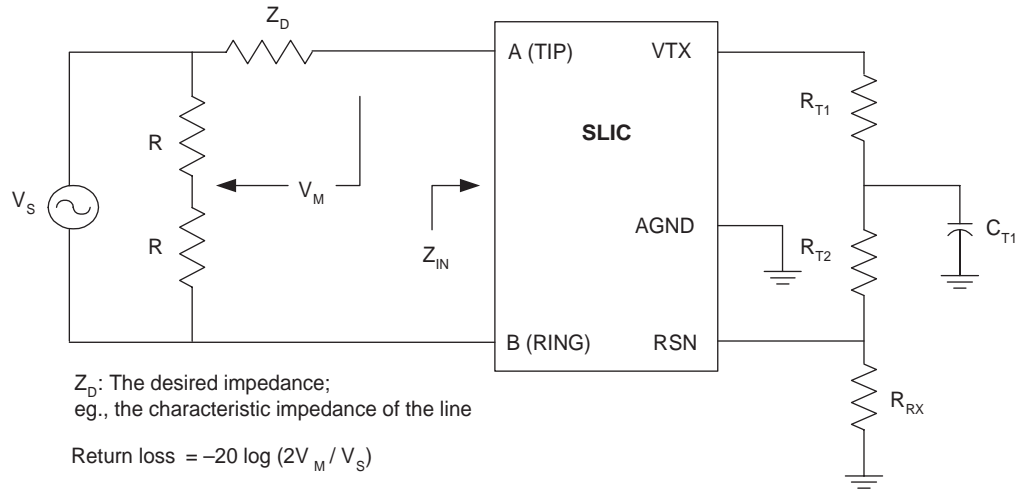 Z_D
A (TIP)
VTX
R_T1
SLIC
R
V_M
V_S
R
Z_IN
AGND
R_T2
C_T1
B (RING)
RSN
Z_D: The desired impedance;
eg., the characteristic impedance of the line
R_RX
Return loss = –20 log (2V_M / V_S)